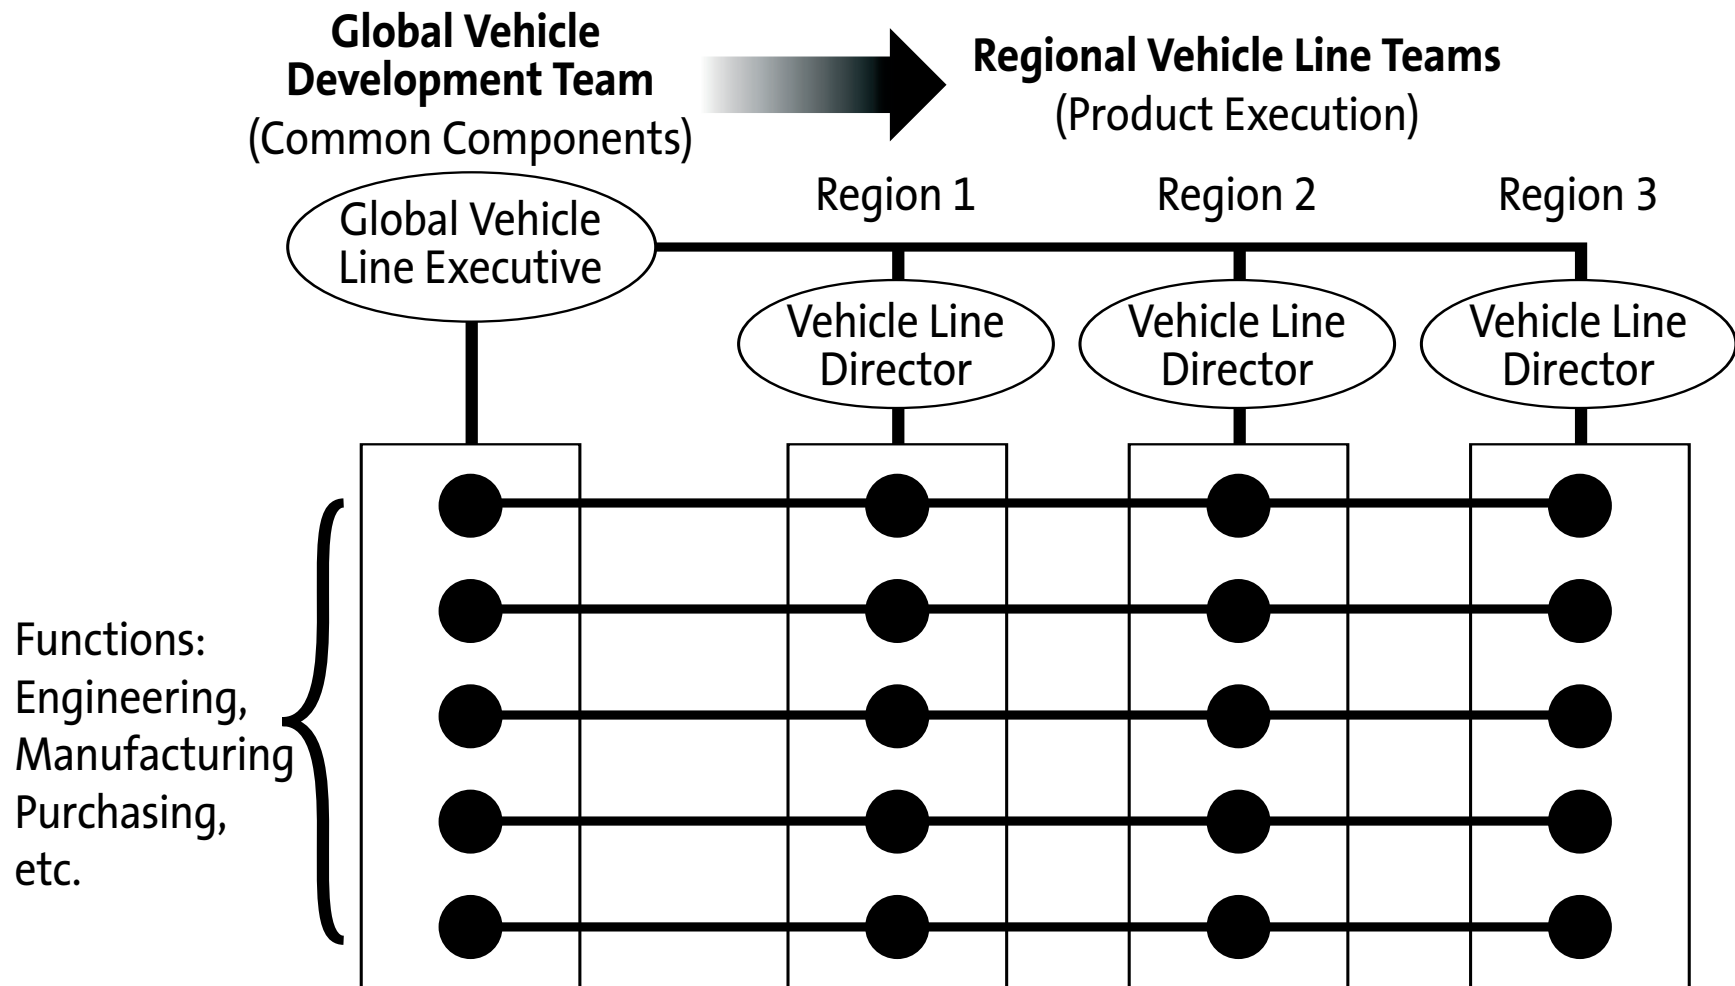 Global Vehicle
Development Team
(Common Components)
Regional Vehicle Line Teams
(Product Execution)
Global Vehicle
Line Executive
Region 1
Region 2
Region 3
Vehicle Line
Director
Vehicle Line
Director
Vehicle Line
Director
Functions:
Engineering,
Manufacturing
Purchasing,
etc.